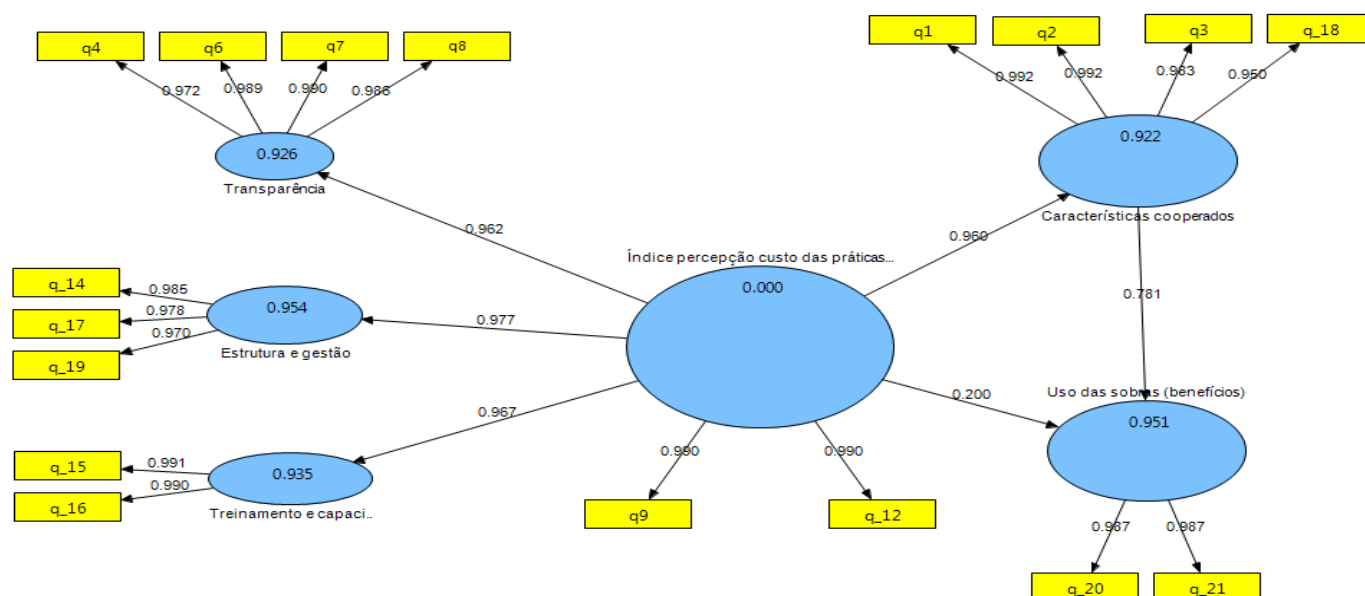 q4
q6
q7
q8
0.972
0.989
0.990
0.986
0.926
Transparência
q1
q2
q3
q_18
0.992
0.992
0.983
0.950
0.922
Características cooperados
0.962
0.960
Índice percepção custo das práticas...
0.000
q_14
q_17
q_19
0.985
0.978
0.970
0.954
Estrutura e gestão
0.977
0.781
0.967
0.200
Uso das sobras (benefícios)
0.951
q_15
q_16
0.991
0.990
0.935
Treinamento e capaci..
0.990
0.990
q9
q_12
0.987
0.987
q_20
q_21